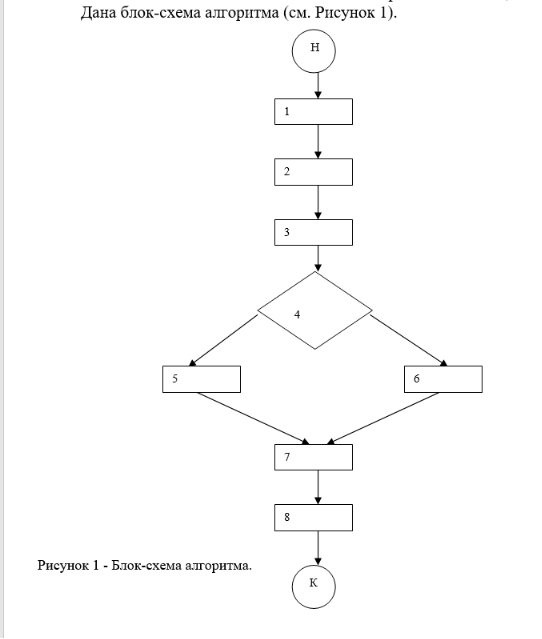 Дана блок-схема алгоритма (см. Рисунок 1).
Н
1
2
3
4
5
6
7
8
Рисунок 1 - Блок-схема алгоритма.
К